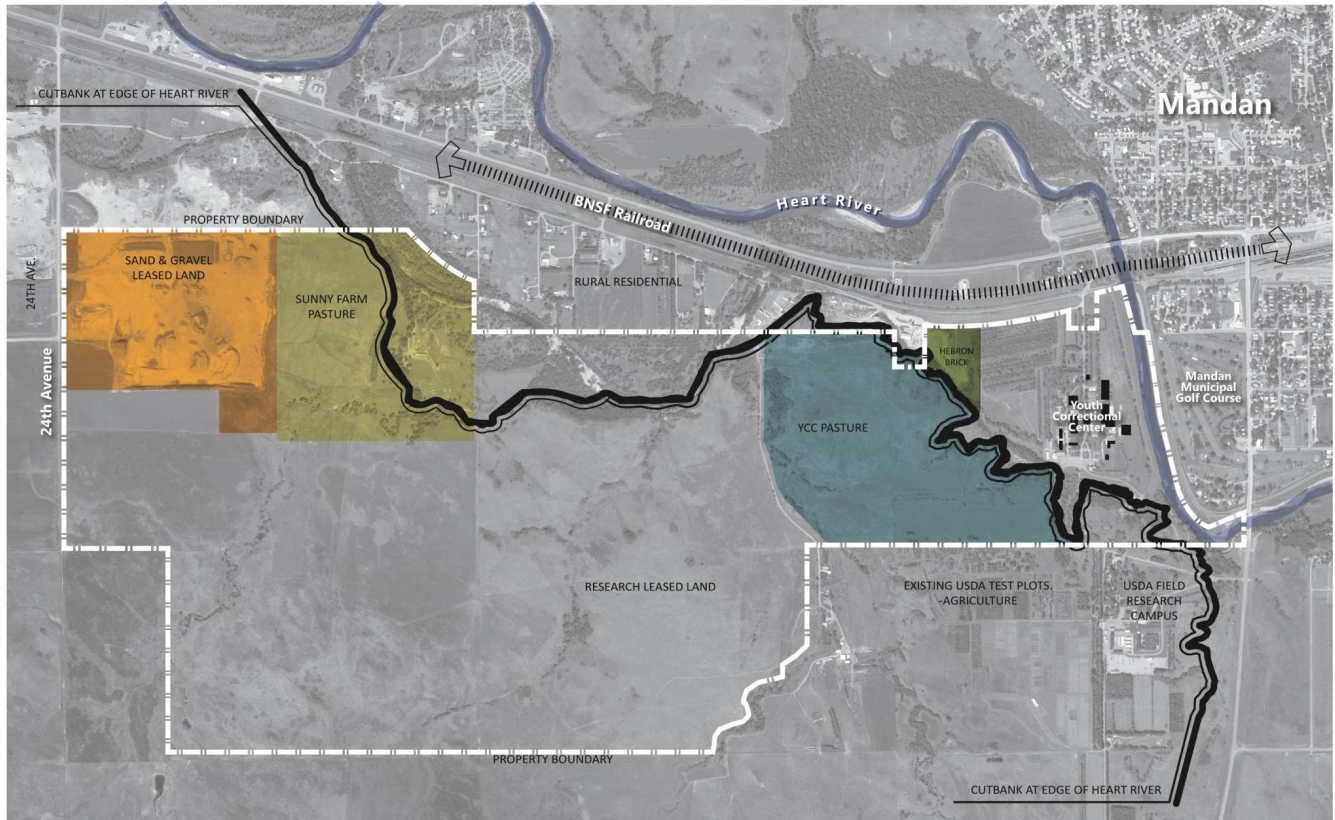 Mandan
CUTBANK AT EDGE OF HEART RIVER
BNSF Railroad
Heart River
PROPERTY BOUNDARY
24TH AVE.
SAND & GRAVEL
LEASED LAND
SUNNY FARM
PASTURE
RURAL RESIDENTIAL
HEBRON
BRICK
24th Avenue
Mandan
Municipal
Golf Course
Youth
Correctional
Center
YCC PASTURE
RESEARCH LEASED LAND
EXISTING USDA TEST PLOTS.
-AGRICULTURE
USDA FIELD
RESEARCH
CAMPUS
PROPERTY BOUNDARY
CUTBANK AT EDGE OF HEART RIVER